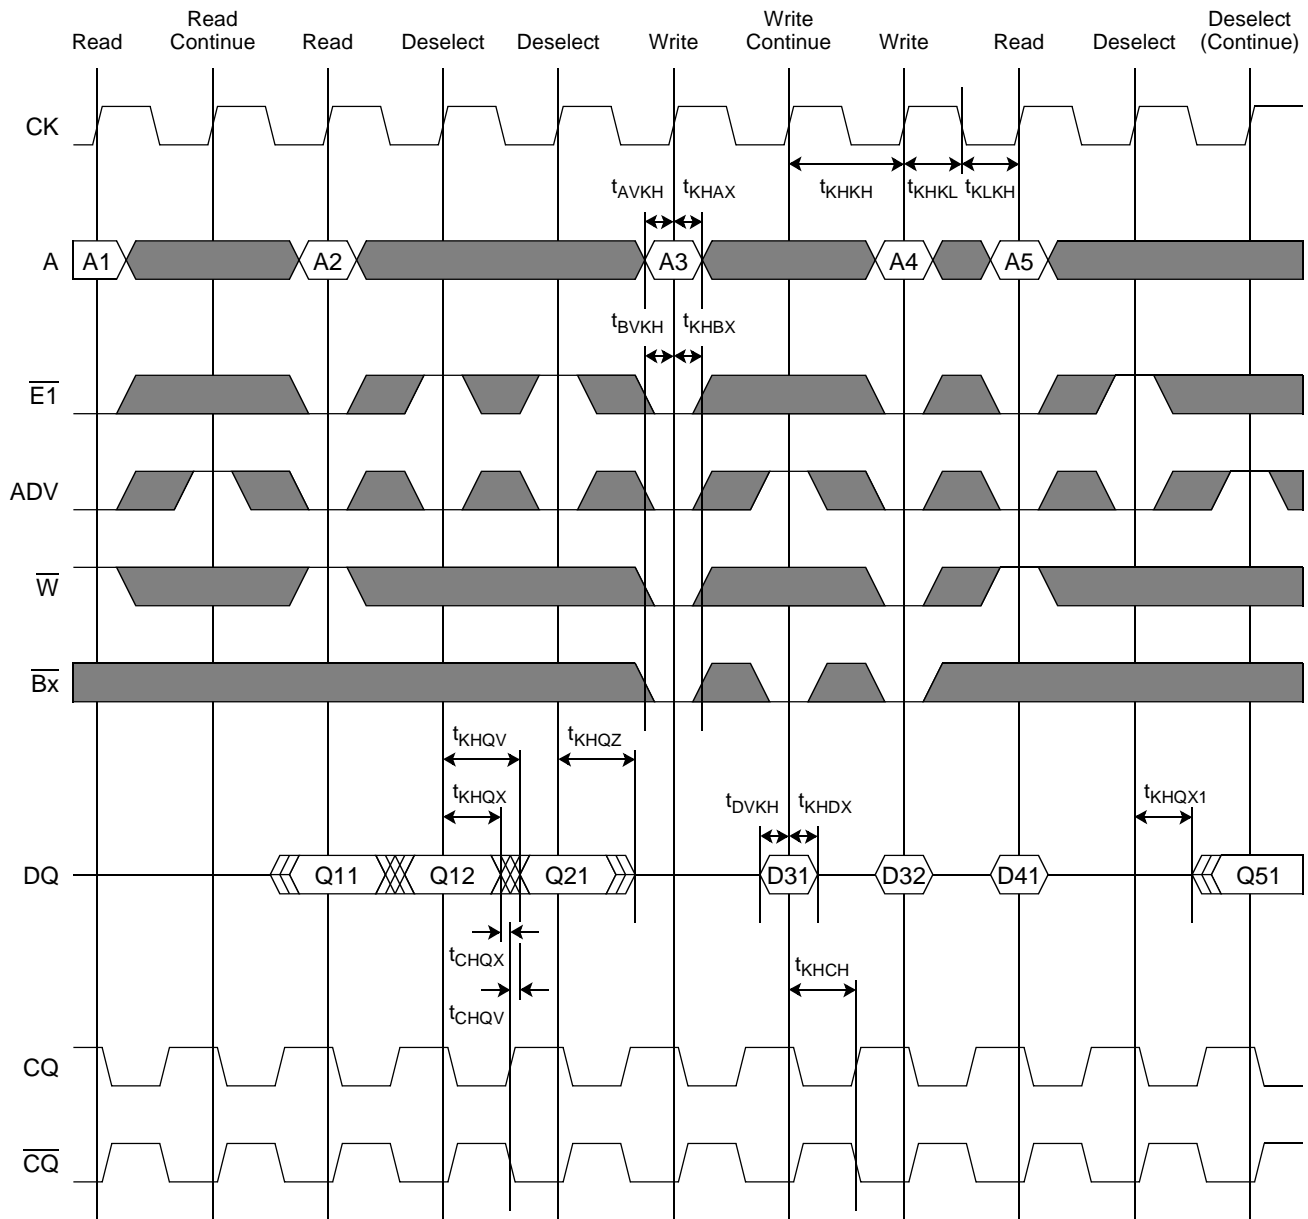 Read
Read Continue
Read
Deselect
Deselect
Write
Write Continue
Write
Read
Deselect
Deselect (Continue)
CK
tKHKH
tKHKL
tKLKH
tAVKH
tKHAX
A
A1
A2
A3
A4
A5
tBVKH
tKHBX
E1
ADV
W
Bx
tKHQV
tKHQZ
tKHQX
tDVKH
tKHDX
tKHQX1
DQ
Q11
Q12
Q21
D31
D32
D41
Q51
tCHQX
tKHCH
tCHQV
CQ
CQ